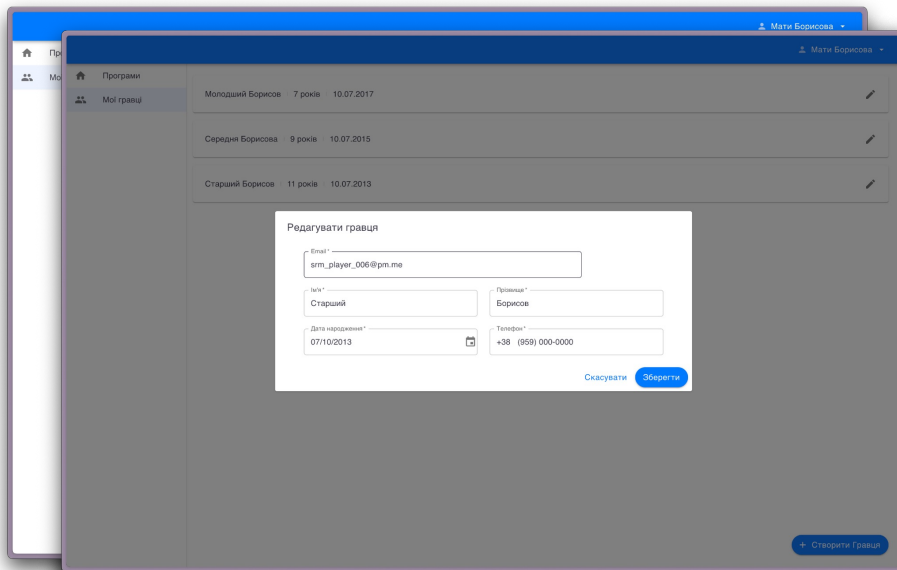 Мати Борисова
Пр
Мо
Мати Борисова
Програми
Мої гравці
Молодший Борисов 7 років 10.07.2017
Середня Борисова 9 років 10.07.2015
Старший Борисов 11 років 10.07.2013
Редагувати гравця
Email *
srm_player_006@pm.me
Ім'я * Прізвище *
Старший Борисов
Дата народження * Телефон *
07/10/2013 +38 (959) 000-0000
Скасувати Зберегти
+ Створити Гравця